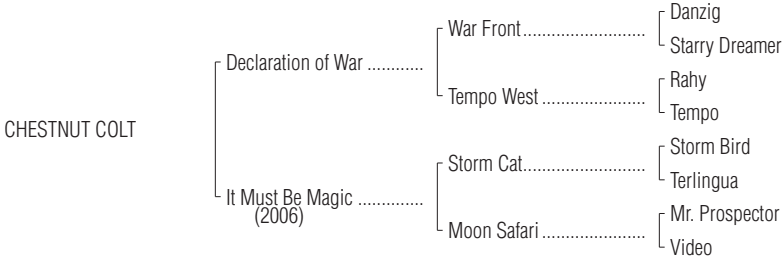 Danzig
War Front..........................
Starry Dreamer
Declaration of War ............
Rahy
Tempo West ......................
Tempo
CHESTNUT COLT
Storm Bird
Storm Cat..........................
Terlingua
It Must Be Magic ..............
(2006)
Mr. Prospector
Moon Safari......................
Video